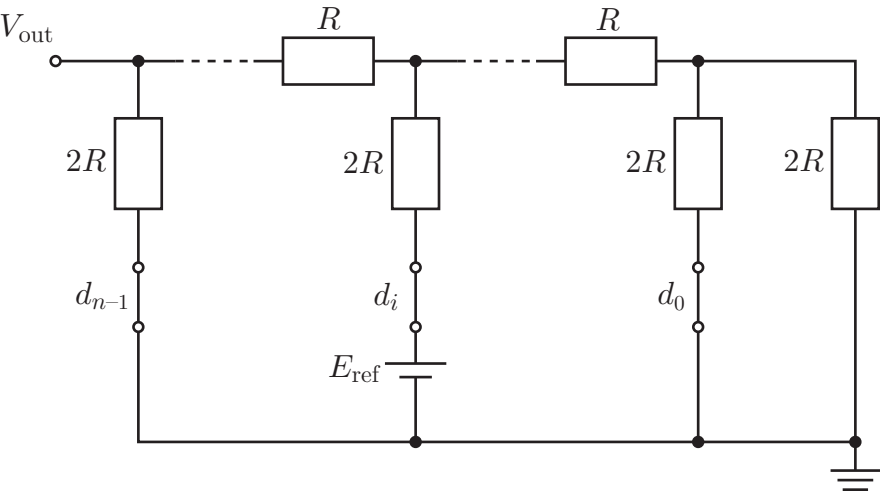 V_out
R
R
2R
2R
2R
2R
d_{n–1}
d_i
d_0
E_ref